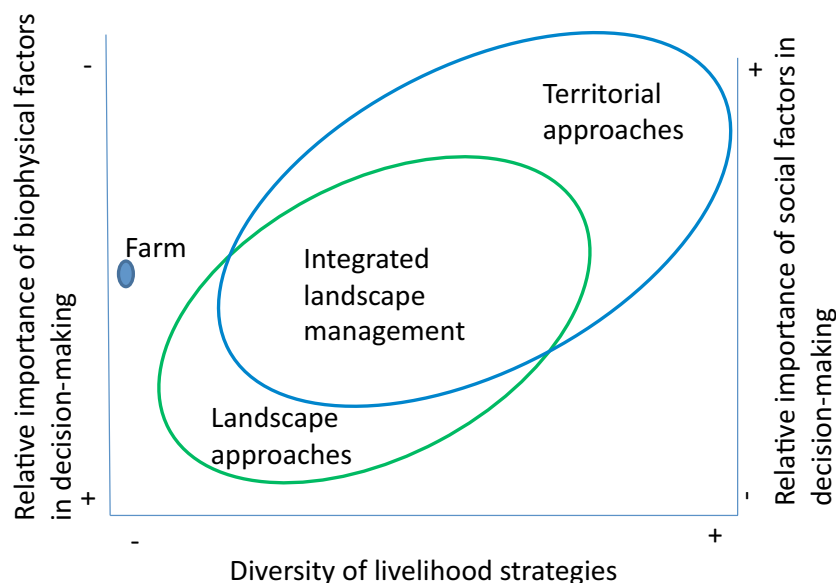 Relative importance of biophysical factors
in decision-making
-
+
Farm
Territorial
approaches
Integrated
landscape
management
Landscape
approaches
+
-
Relative importance of social factors in
decision-making
-
+
Diversity of livelihood strategies